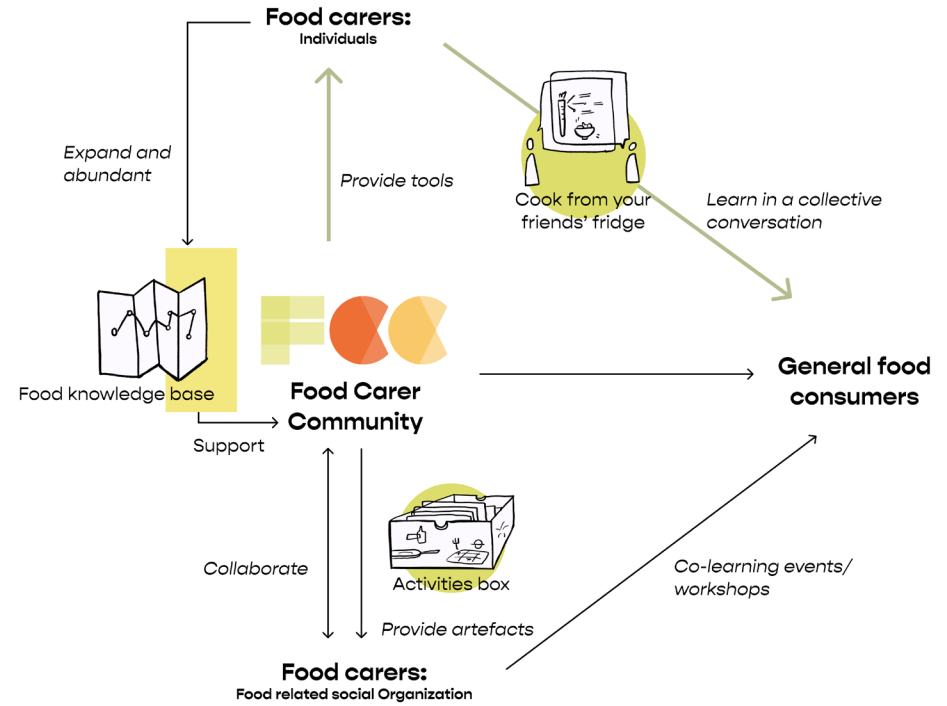 Food carers:
Individuals
Expand and
abundant
Provide tools
Cook from your
friends’ fridge
Learn in a collective
conversation
FCC
Food knowledge base
Food Carer
Community
General food
consumers
Support
Collaborate
Activities box
Co-learning events/
workshops
Provide artefacts
Food carers:
Food related social Organization